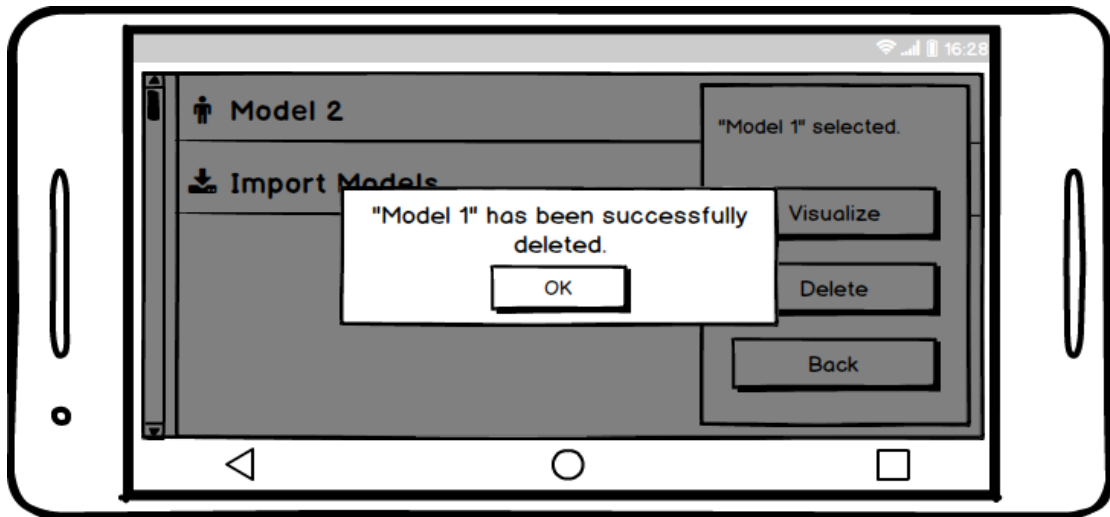 16:28
Model 2
"Model 1" selected.
Import Models
"Model 1" has been successfully
deleted.
OK
Visualize
Delete
Back